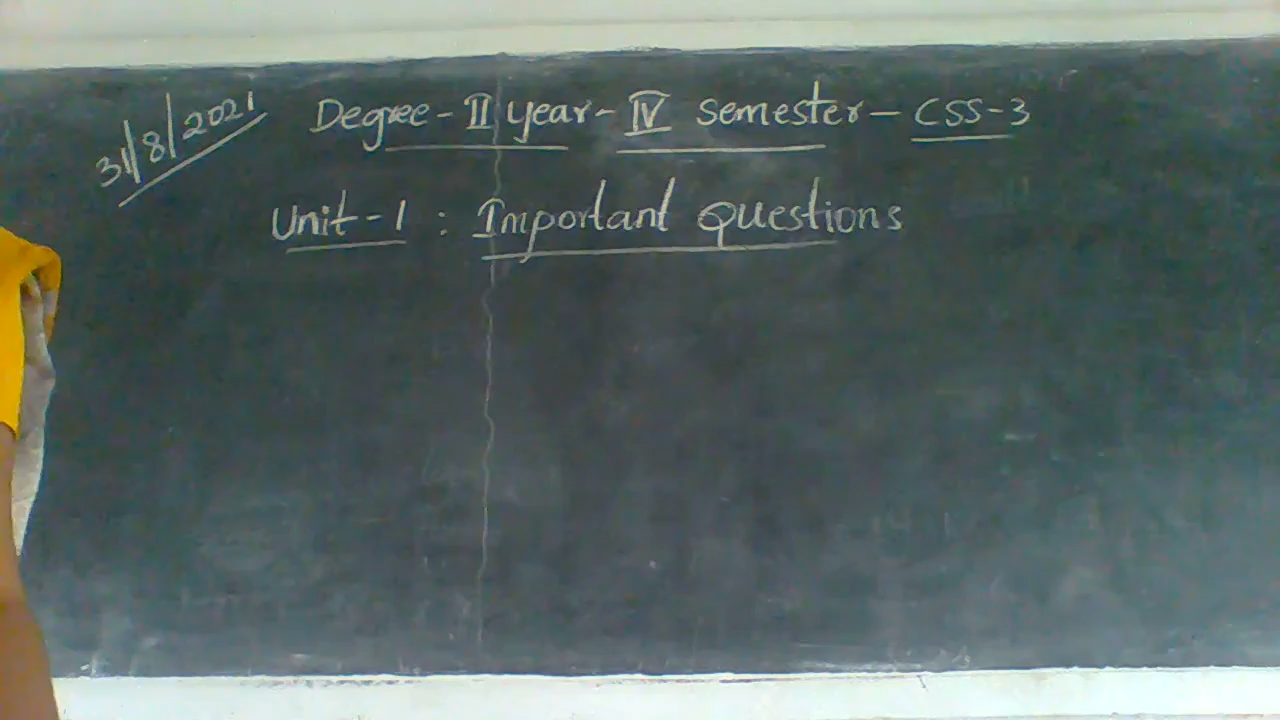 31/8/2021
Degree - II year - IV semester - CSS-3
Unit - 1 : Important Questions